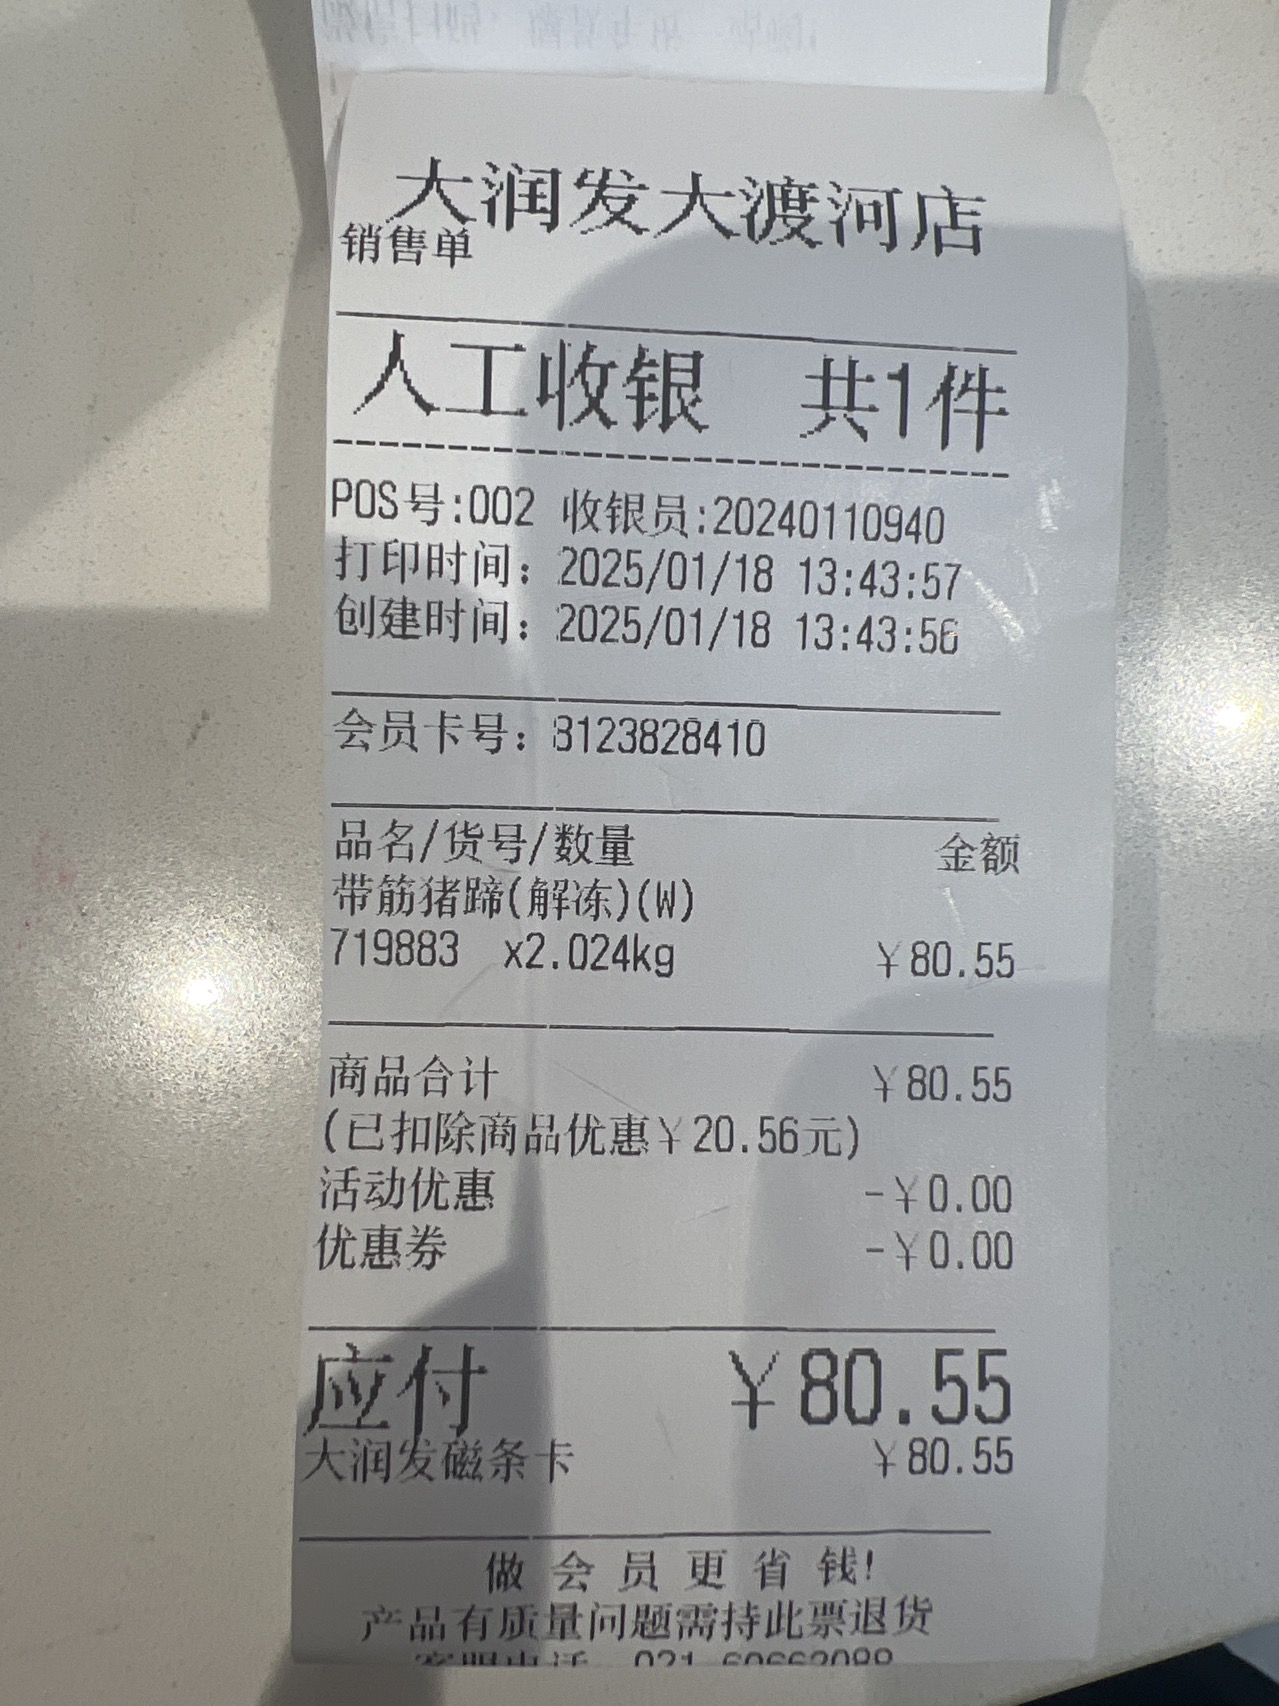 大润发大渡河店
销售单
人工收银 共1件
POS号:002 收银员:20240110940
打印时间：2025/01/18 13:43:57
创建时间：2025/01/18 13:43:56
会员卡号：8123828410
品名/货号/数量 金额
带筋猪蹄(解冻)(W)
719883 x2.024kg ￥80.55
商品合计 ￥80.55
(已扣除商品优惠￥20.56元)
活动优惠 -￥0.00
优惠券 -￥0.00
应付 ￥80.55
大润发磁条卡 ￥80.55
做会员更省钱!
产品有质量问题需持此票退货